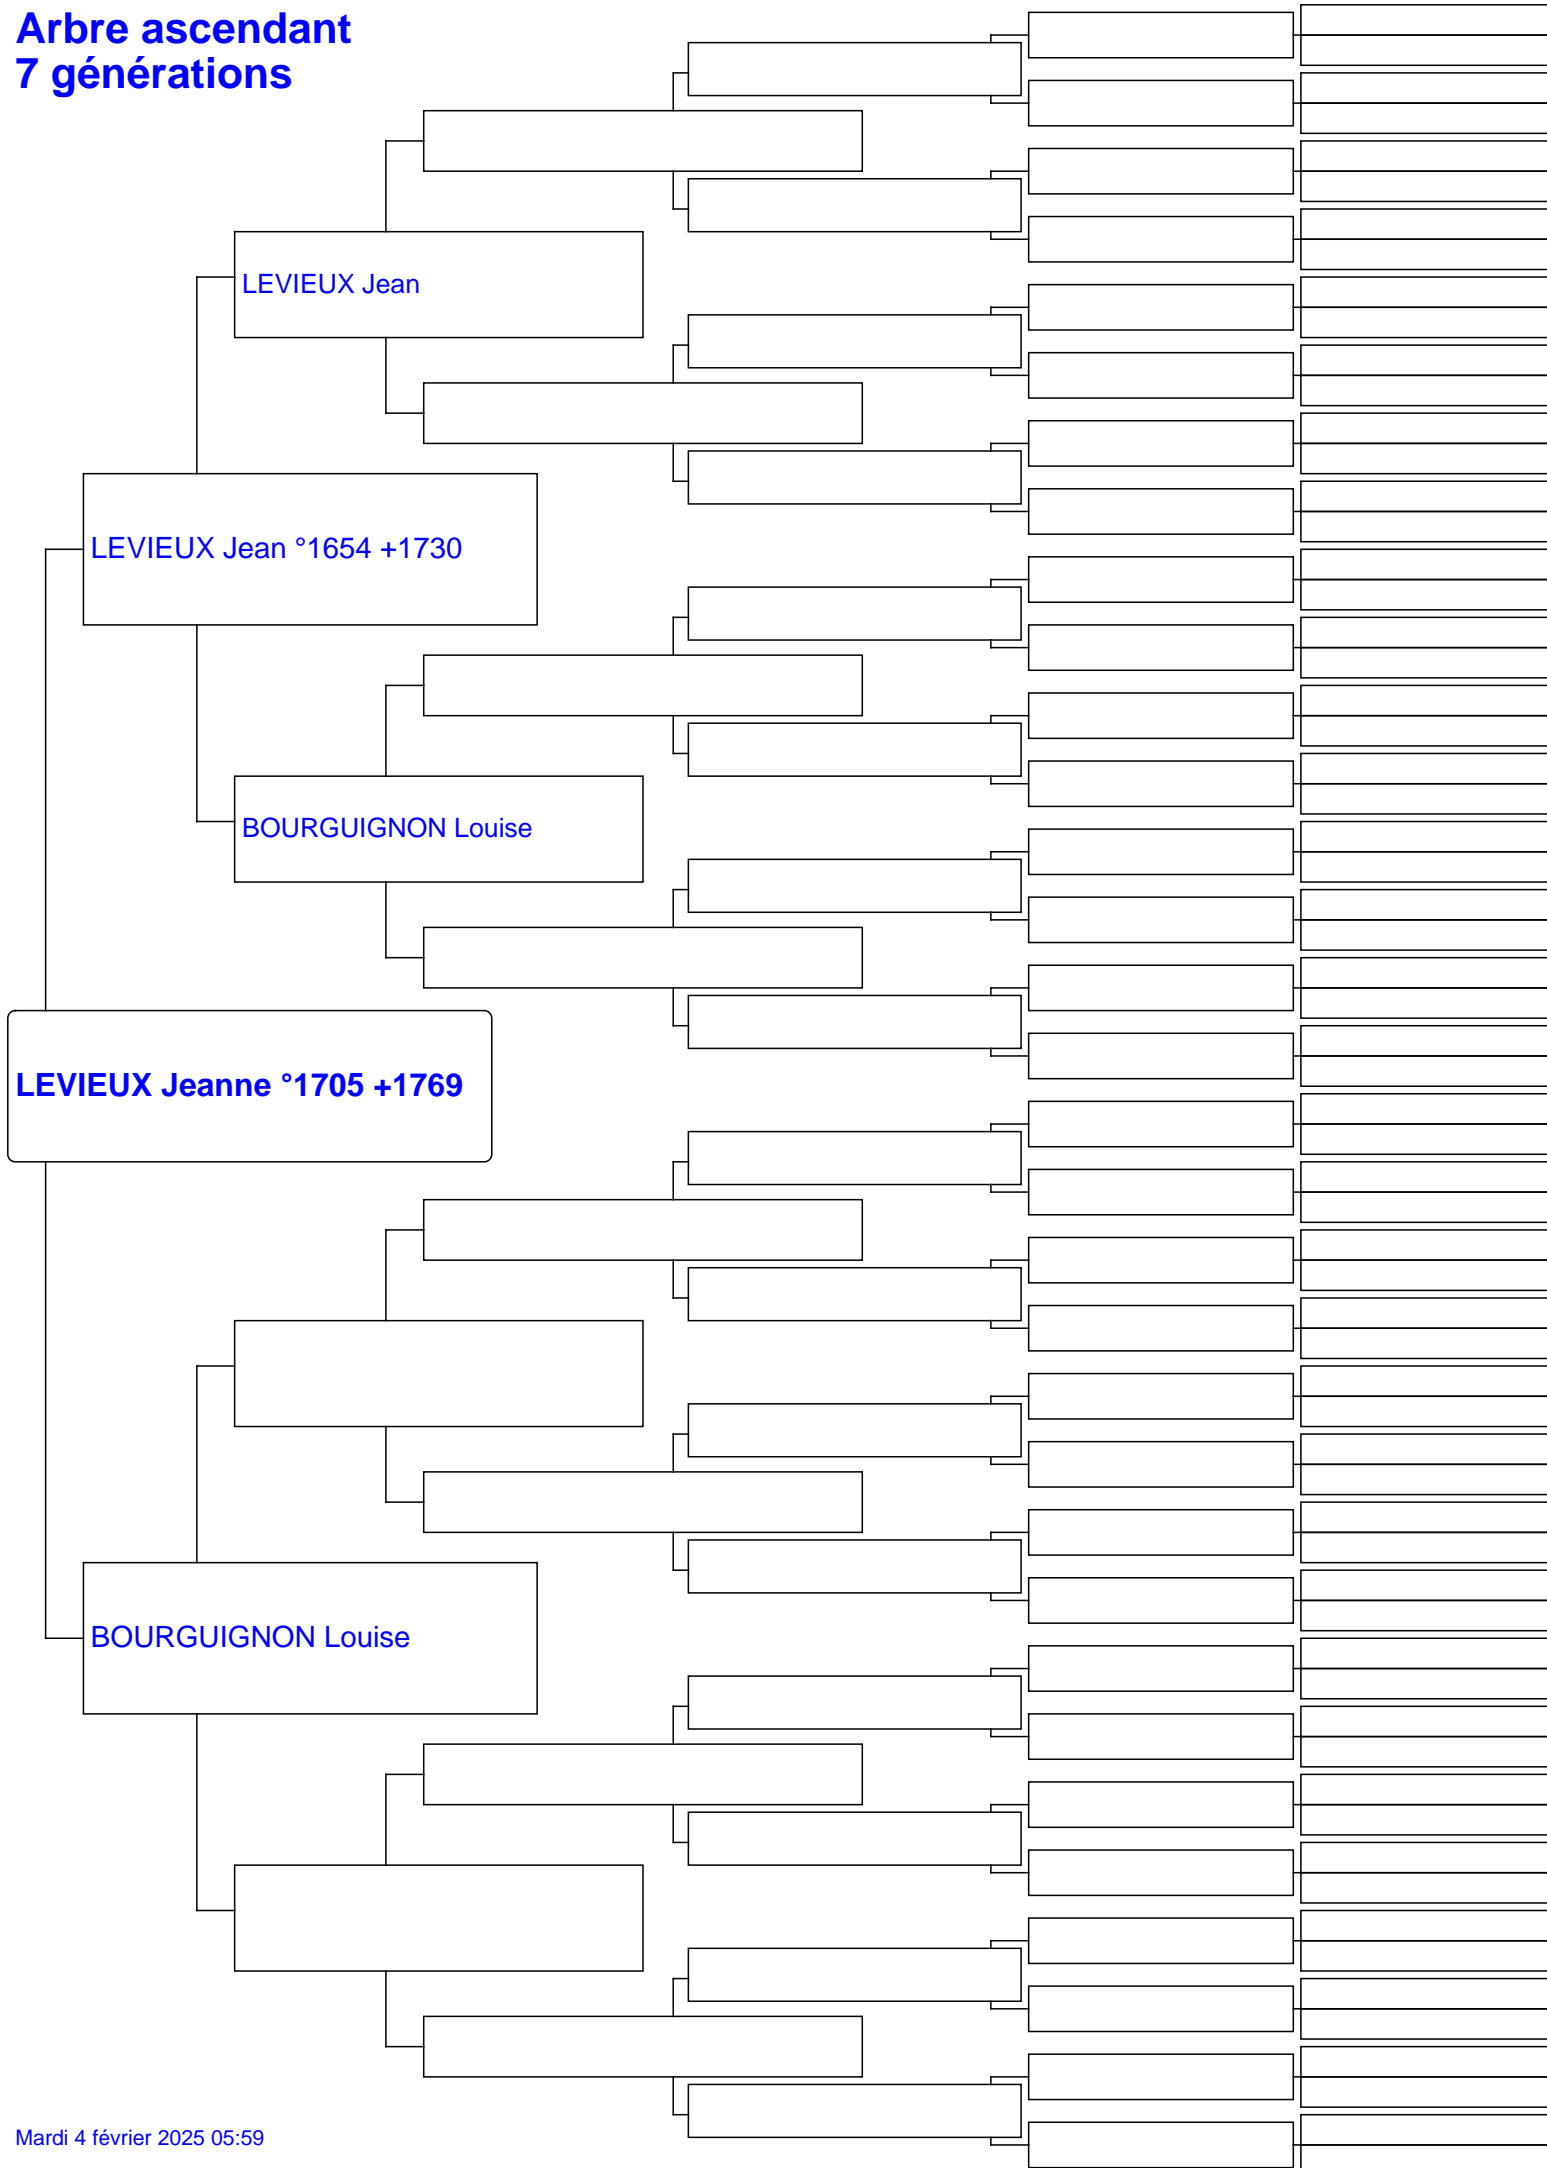 Arbre ascendant
7 générations
LEVIEUX Jean
LEVIEUX Jean °1654 +1730
BOURGUIGNON Louise
LEVIEUX Jeanne °1705 +1769
BOURGUIGNON Louise
Mardi 4 février 2025 05:59